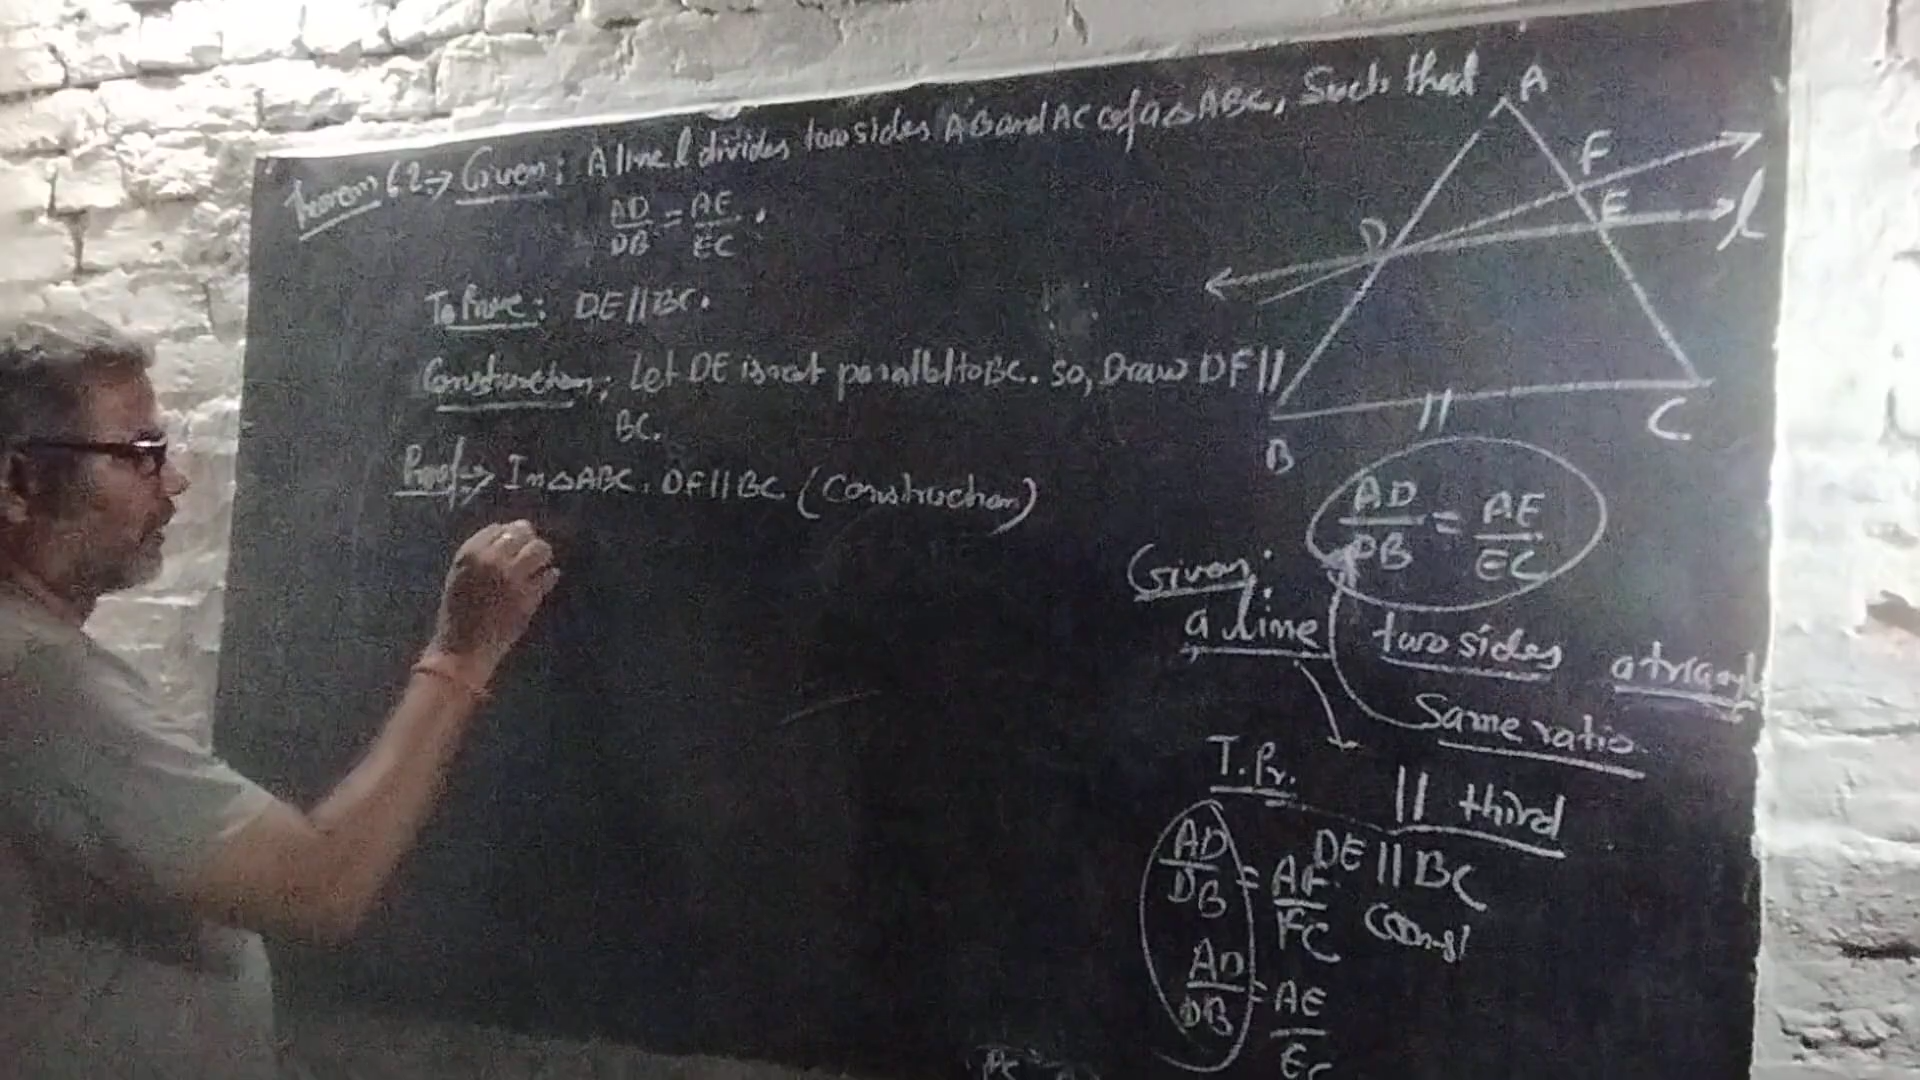 Theorem 6.2 → Given: A line l divides two sides AB and AC of a △ABC, Such that
AD/DB = AE/EC.
To Prove: DE || BC.
Construction: Let DE is not parallel to BC. so, Draw DF ||
BC.
Proof → In △ABC, DF || BC (Construction)
A
F
E
D
l
B
C
||
AD/DB = AE/EC
Given:
a line two sides a triangle
Same ratio
T. Pr.
|| third
DE || BC
AD/DB = AF/FC
AD/DB = AE/EC